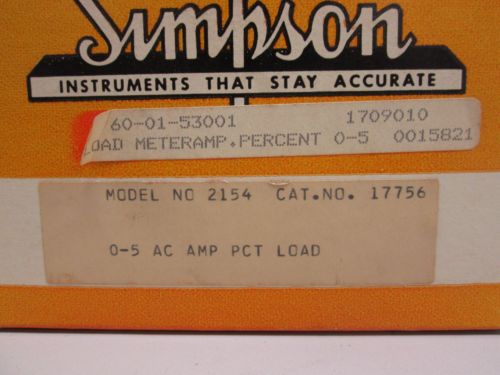 Simpson
INSTRUMENTS THAT STAY ACCURATE
60-01-53001 1709010
LOAD METERAMP.PERCENT 0-5 0015821
MODEL NO 2154 CAT.NO. 17756
0-5 AC AMP PCT LOAD